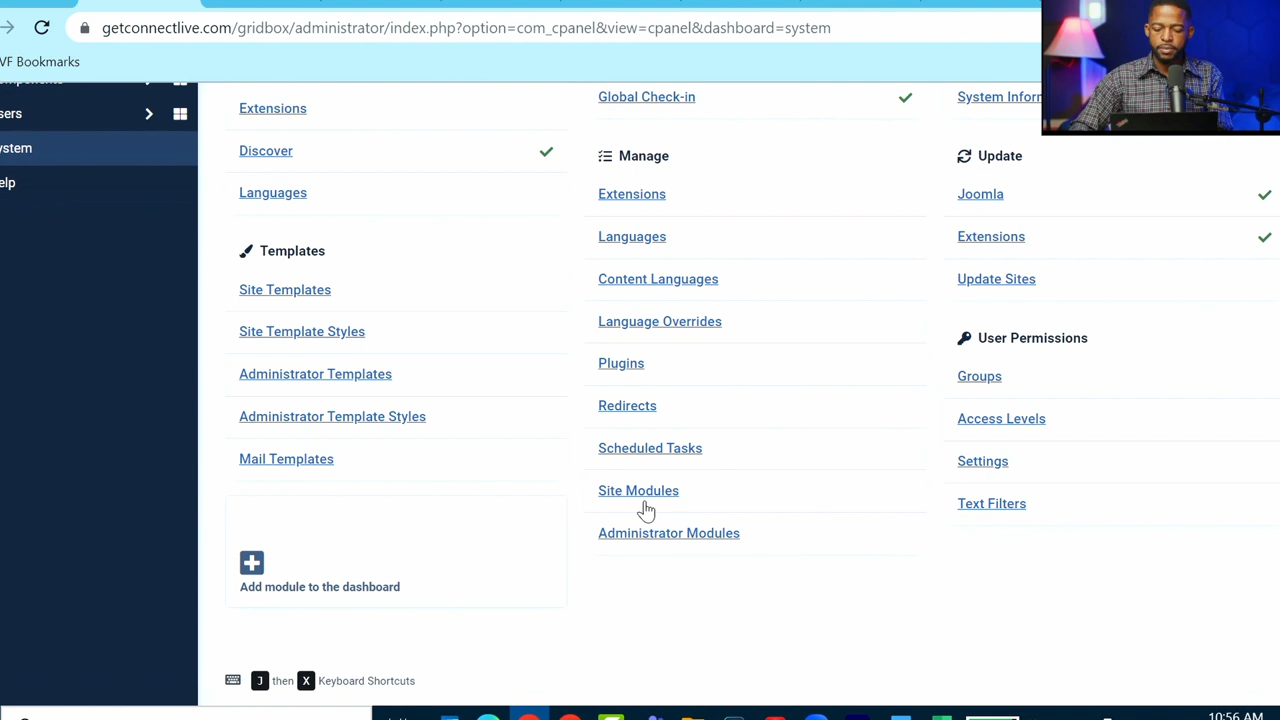 getconnectlive.com/gridbox/administrator/index.php?option=com_cpanel&view=cpanel&dashboard=system
VF Bookmarks
sers
ystem
elp
Extensions
Discover
Languages
Templates
Site Templates
Site Template Styles
Administrator Templates
Administrator Template Styles
Mail Templates
Add module to the dashboard
J then X Keyboard Shortcuts
Global Check-in
Manage
Extensions
Languages
Content Languages
Language Overrides
Plugins
Redirects
Scheduled Tasks
Site Modules
Administrator Modules
System Inform
Update
Joomla
Extensions
Update Sites
User Permissions
Groups
Access Levels
Settings
Text Filters
10:56 AM